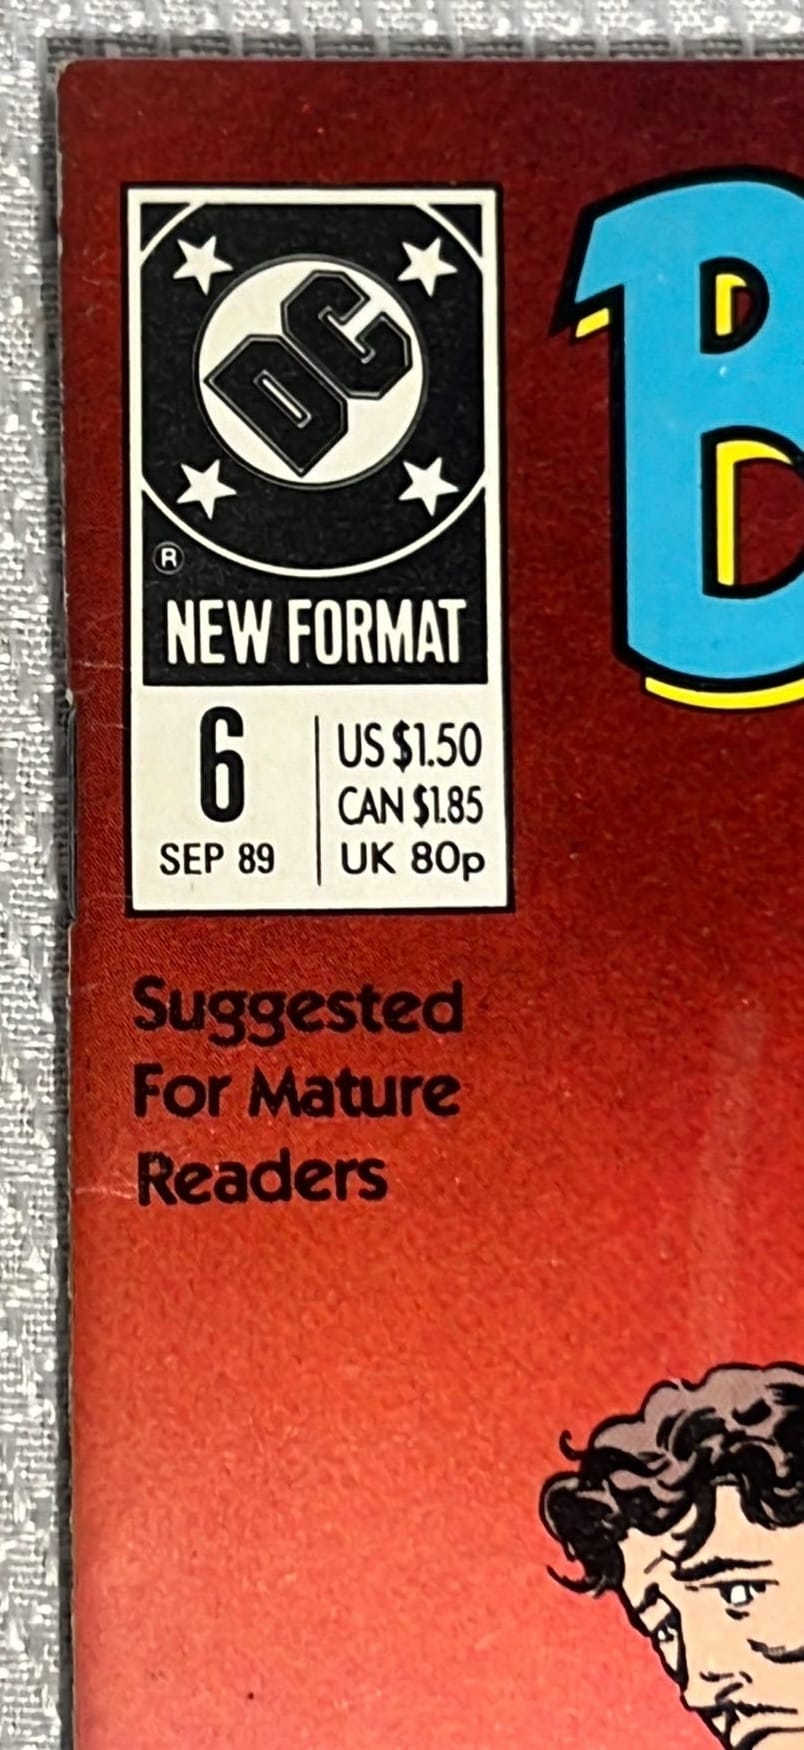 DC
®
NEW FORMAT
6
SEP 89
US $1.50
CAN $1.85
UK 80p
B
Suggested
For Mature
Readers